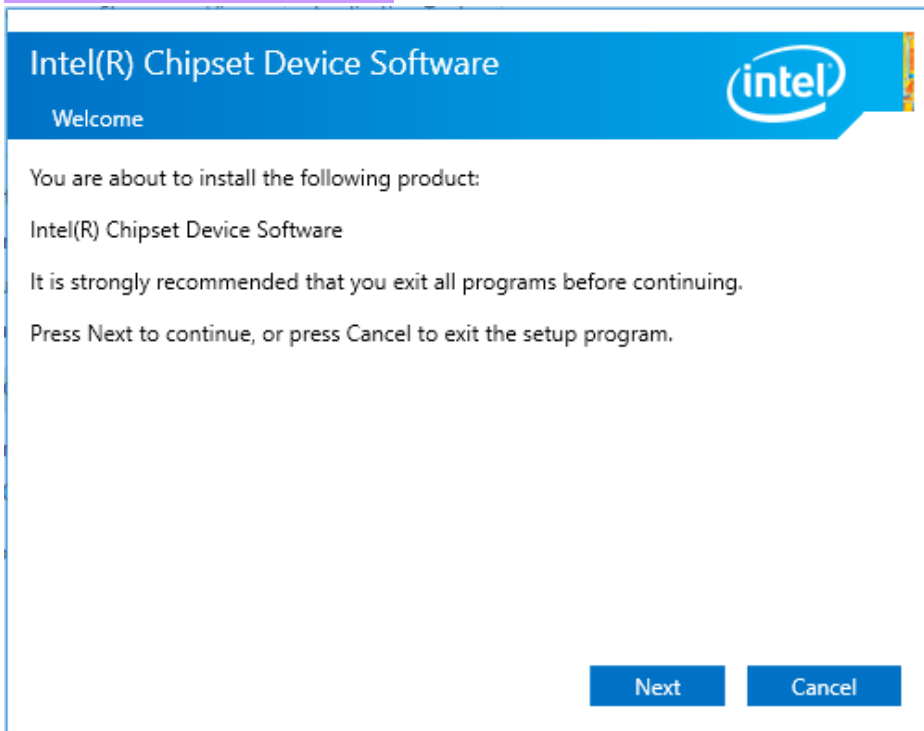 Intel(R) Chipset Device Software
intel
Welcome
You are about to install the following product:
Intel(R) Chipset Device Software
It is strongly recommended that you exit all programs before continuing.
Press Next to continue, or press Cancel to exit the setup program.
Next Cancel